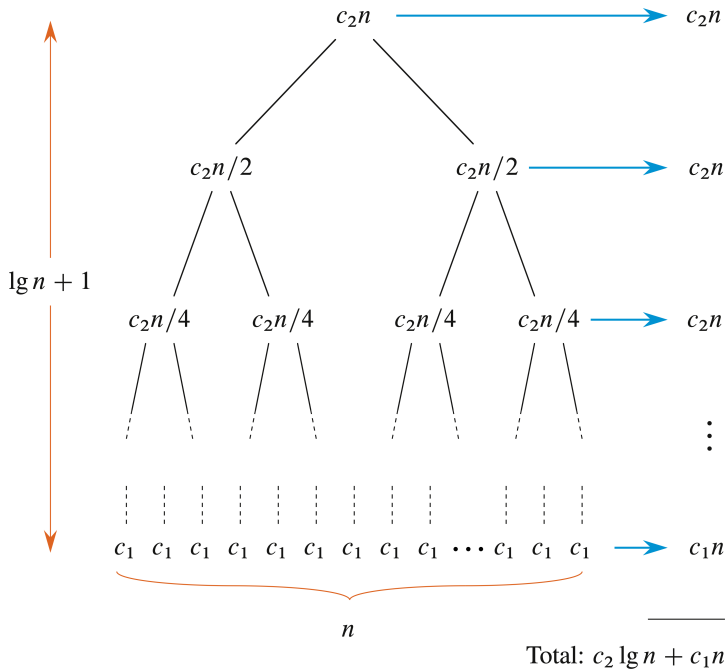 c₂n c₂n
c₂n/2 c₂n/2 c₂n
lg n + 1
c₂n/4 c₂n/4 c₂n/4 c₂n/4 c₂n
⋮
c₁ c₁ c₁ c₁ c₁ c₁ c₁ c₁ c₁ ⋯ c₁ c₁ c₁ c₁n
n
Total: c₂ lg n + c₁n